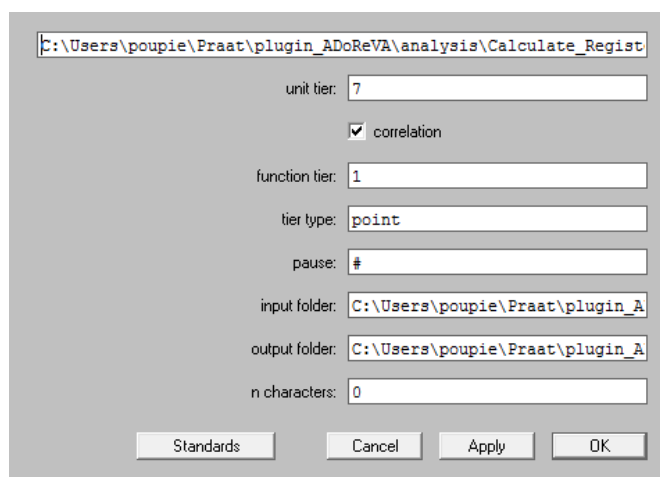 C:\Users\poupie\Praat\plugin_ADoReVA\analysis\Calculate_Regist
unit tier: 7
correlation
function tier: 1
tier type: point
pause: #
input folder: C:\Users\poupie\Praat\plugin_A
output folder: C:\Users\poupie\Praat\plugin_A
n characters: 0
Standards Cancel Apply OK